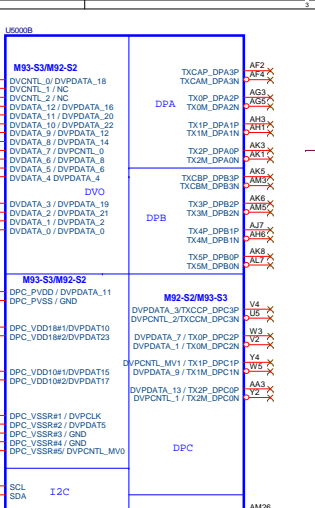 3
U5000B
M93-S3/M92-S2
DVCNTL_0/ DVPDATA_18
DVCNTL_1 / NC
DVCNTL_2 / NC
DVDATA_12 / DVPDATA_16
DVDATA_11 / DVPDATA_20
DVDATA_10 / DVPDATA_22
DVDATA_9 / DVPDATA_12
DVDATA_8 / DVPDATA_14
DVDATA_7 / DVPCNTL_0
DVDATA_6 / DVPDATA_8
DVDATA_5 / DVPDATA_6
DVDATA_4 DVPDATA_4
DVO
DVDATA_3 / DVPDATA_19
DVDATA_2 / DVPDATA_21
DVDATA_1 / DVPDATA_2
DVDATA_0 / DVPDATA_0
M93-S3/M92-S2
DPC_PVDD / DVPDATA_11
DPC_PVSS / GND
DPC_VDD18#1/DVPDAT10
DPC_VDD18#2/DVPDAT23
DPC_VDD10#1/DVPDAT15
DPC_VDD10#2/DVPDAT17
DPC_VSSR#1 / DVPCLK
DPC_VSSR#2 / DVPDAT5
DPC_VSSR#3 / GND
DPC_VSSR#4 / GND
DPC_VSSR#5/ DVPCNTL_MV0
I2C
SCL
SDA
DPA
TXCAP_DPA3P AF2
TXCAM_DPA3N AF4
TX0P_DPA2P AG3
TX0M_DPA2N AG5
TX1P_DPA1P AH3
TX1M_DPA1N AH1
TX2P_DPA0P AK3
TX2M_DPA0N AK1
DPB
TXCBP_DPB3P AK5
TXCBM_DPB3N AM3
TX3P_DPB2P AK6
TX3M_DPB2N AM5
TX4P_DPB1P AJ7
TX4M_DPB1N AH6
TX5P_DPB0P AK8
TX5M_DPB0N AL7
M92-S2/M93-S3
DVPDATA_3/TXCCP_DPC3P V4
DVPCNTL_2/TXCCM_DPC3N U5
DVPDATA_7 / TX0P_DPC2P W3
DVPDATA_1 / TX0M_DPC2N V2
DVPCNTL_MV1 / TX1P_DPC1P Y4
DVPDATA_9 / TX1M_DPC1N W5
DVPDATA_13 / TX2P_DPC0P AA3
DVPCNTL_1 / TX2M_DPC0N Y2
DPC
AM26